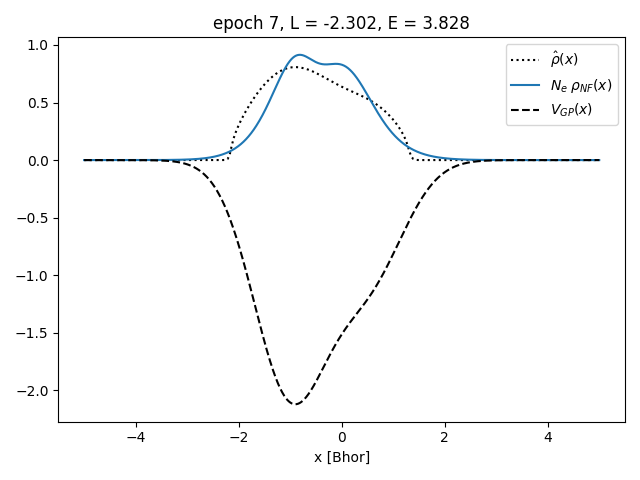 epoch 7, L = -2.302, E = 3.828
1.0
0.5
0.0
−0.5
−1.0
−1.5
−2.0
−4
−2
0
2
4
x [Bhor]
ρ̂(x)
Nₑ ρ_NF(x)
V_GP(x)